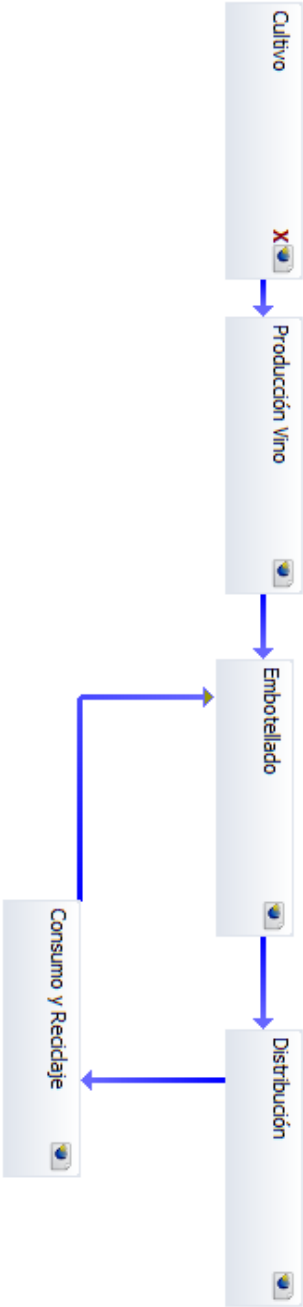 Cultivo
X
Producción Vino
Embotellado
Distribución
Consumo y Reciclaje